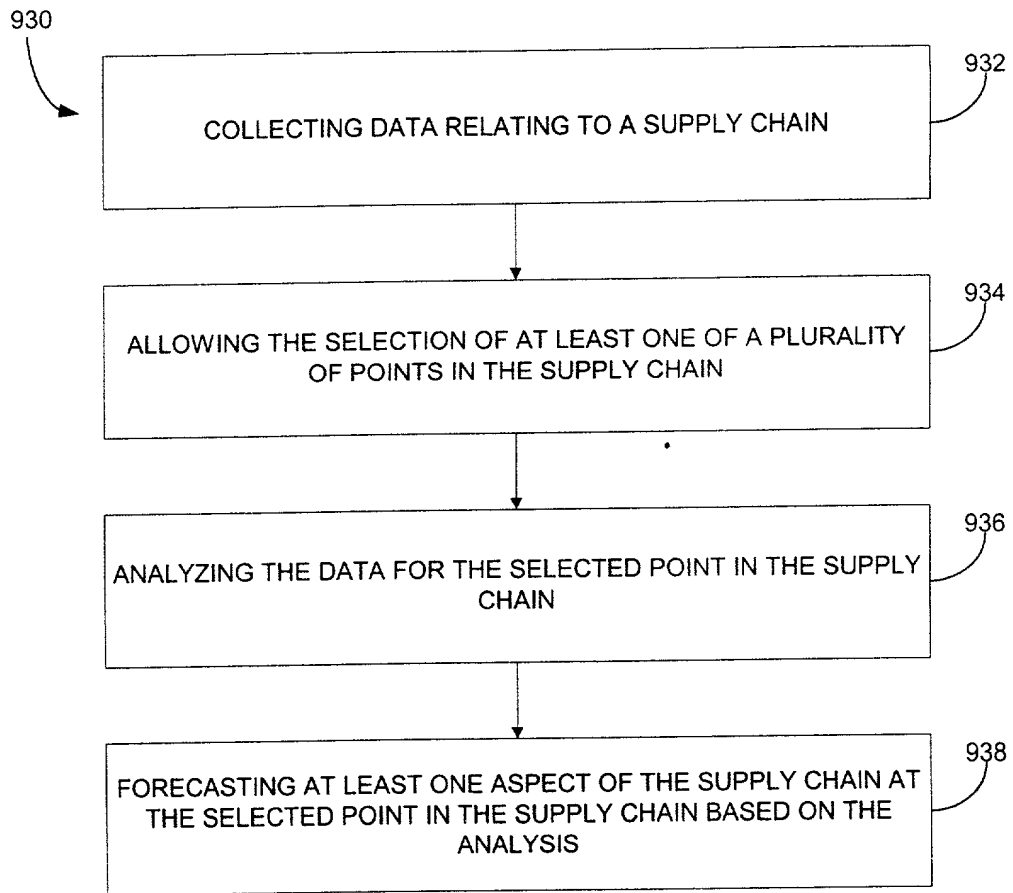 930
932
COLLECTING DATA RELATING TO A SUPPLY CHAIN
934
ALLOWING THE SELECTION OF AT LEAST ONE OF A PLURALITY
OF POINTS IN THE SUPPLY CHAIN
936
ANALYZING THE DATA FOR THE SELECTED POINT IN THE SUPPLY
CHAIN
938
FORECASTING AT LEAST ONE ASPECT OF THE SUPPLY CHAIN AT
THE SELECTED POINT IN THE SUPPLY CHAIN BASED ON THE
ANALYSIS